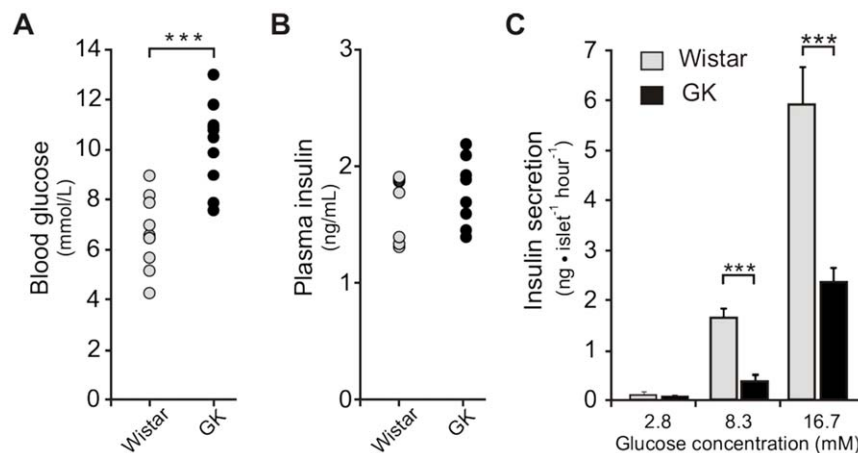 A
***
14
12
10
8
6
4
2
0
Blood glucose
(mmol/L)
Wistar
GK
B
3
2
1
0
Plasma insulin
(ng/mL)
Wistar
GK
C
***
***
7
6
5
4
3
2
1
0
Insulin secretion
(ng • islet⁻¹ hour⁻¹)
Wistar
GK
2.8 8.3 16.7
Glucose concentration (mM)